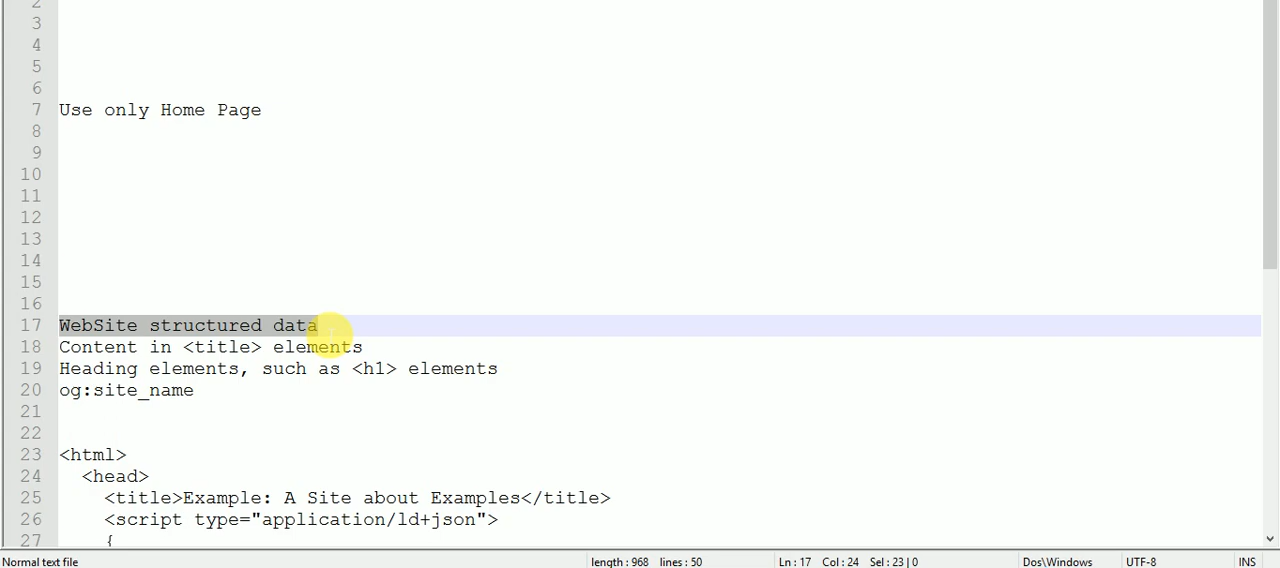 2
3
4
5
6
7 Use only Home Page
8
9
10
11
12
13
14
15
16
17 WebSite structured data
18 Content in <title> elements
19 Heading elements, such as <h1> elements
20 og:site_name
21
22
23 <html>
24 <head>
25 <title>Example: A Site about Examples</title>
26 <script type="application/ld+json">
27 {
Normal text file length : 968 lines : 50 Ln : 17 Col : 24 Sel : 23 | 0 Dos\Windows UTF-8 INS